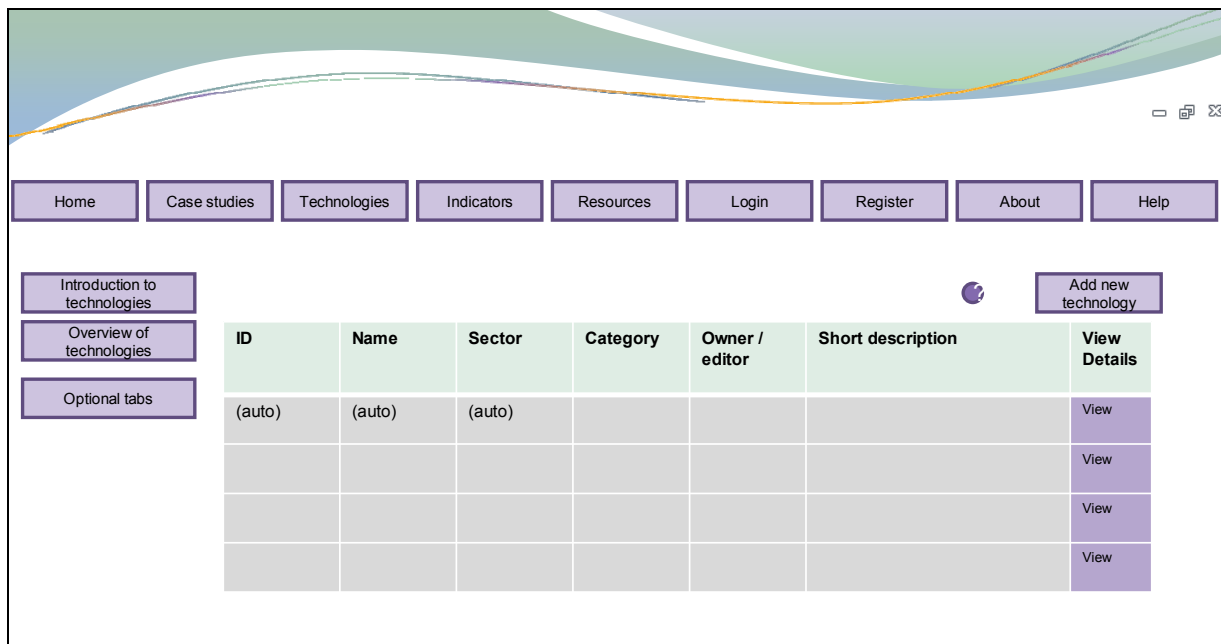 Home Case studies Technologies Indicators Resources Login Register About Help
Introduction to
technologies
Overview of
technologies
Optional tabs
?
Add new
technology
ID Name Sector Category Owner / Short description View
editor Details
(auto) (auto) (auto) View
View
View
View